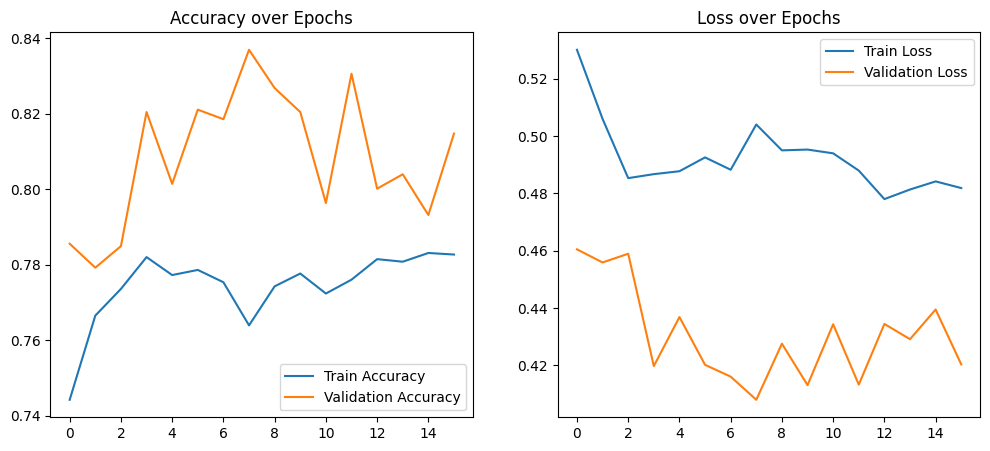 Accuracy over Epochs
0.84
0.82
0.80
0.78
0.76
0.74
0 2 4 6 8 10 12 14
Train Accuracy
Validation Accuracy
Loss over Epochs
0.52
0.50
0.48
0.46
0.44
0.42
0 2 4 6 8 10 12 14
Train Loss
Validation Loss